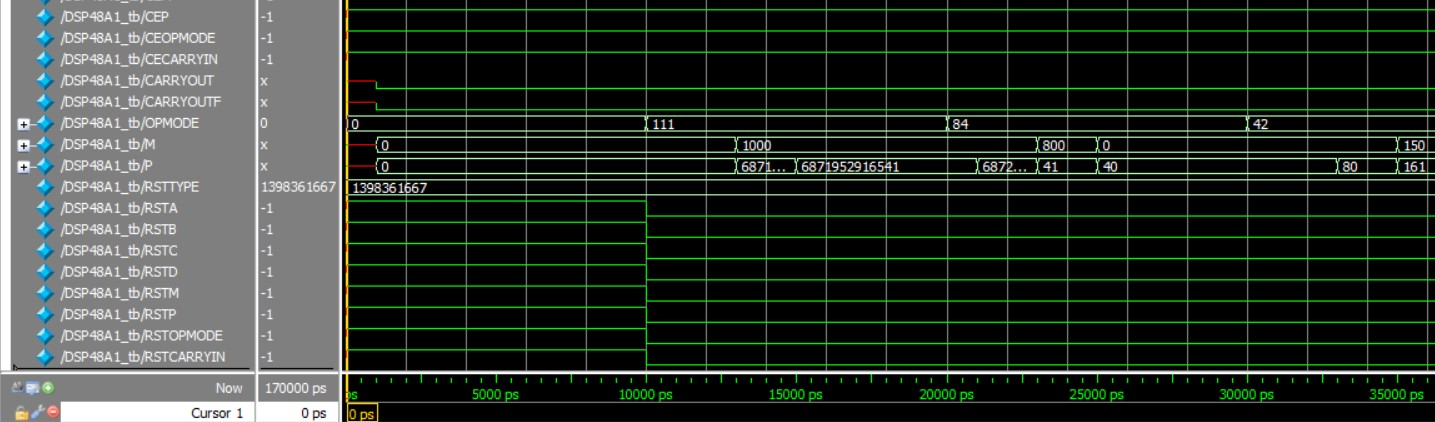 /DSP48A1_tb/CEP -1
/DSP48A1_tb/CEOPMODE -1
/DSP48A1_tb/CECARRYIN -1
/DSP48A1_tb/CARRYOUT x
/DSP48A1_tb/CARRYOUTF x
/DSP48A1_tb/OPMODE 0 0 111 84 42
/DSP48A1_tb/M x 0 1000 800 0 150
/DSP48A1_tb/P x 0 6871... 6871952916541 6872... 41 40 80 161
/DSP48A1_tb/RSTTYPE 1398361667 1398361667
/DSP48A1_tb/RSTA -1
/DSP48A1_tb/RSTB -1
/DSP48A1_tb/RSTC -1
/DSP48A1_tb/RSTD -1
/DSP48A1_tb/RSTM -1
/DSP48A1_tb/RSTP -1
/DSP48A1_tb/RSTOPMODE -1
/DSP48A1_tb/RSTCARRYIN -1
Now 170000 ps ps 5000 ps 10000 ps 15000 ps 20000 ps 25000 ps 30000 ps 35000 ps
Cursor 1 0 ps 0 ps